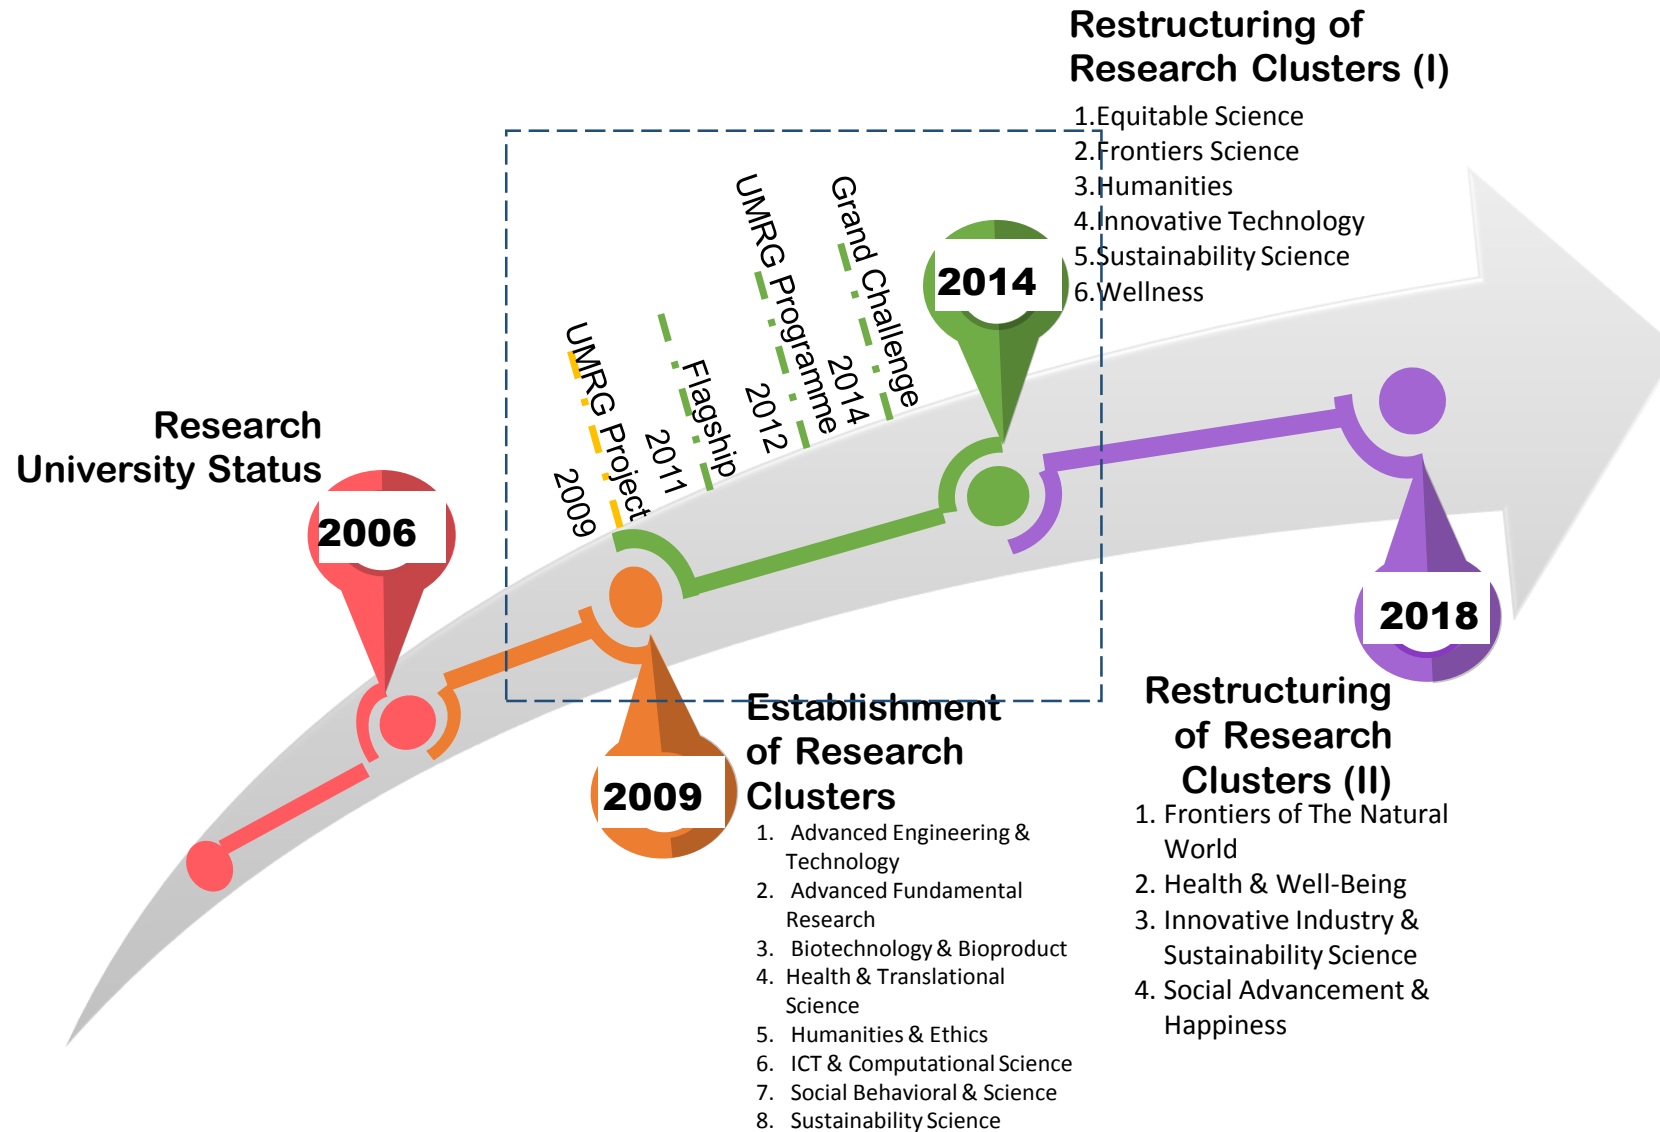 Research
University Status
2006
UMRG Project
2009
Flagship
2011
UMRG Programme
2012
Grand Challenge
2014
2014
Restructuring of
Research Clusters (I)
1.Equitable Science
2.Frontiers Science
3.Humanities
4.Innovative Technology
5.Sustainability Science
6.Wellness
2009
Establishment
of Research
Clusters
1. Advanced Engineering &
Technology
2. Advanced Fundamental
Research
3. Biotechnology & Bioproduct
4. Health & Translational
Science
5. Humanities & Ethics
6. ICT & Computational Science
7. Social Behavioral & Science
8. Sustainability Science
2018
Restructuring
of Research
Clusters (II)
1. Frontiers of The Natural
World
2. Health & Well-Being
3. Innovative Industry &
Sustainability Science
4. Social Advancement &
Happiness